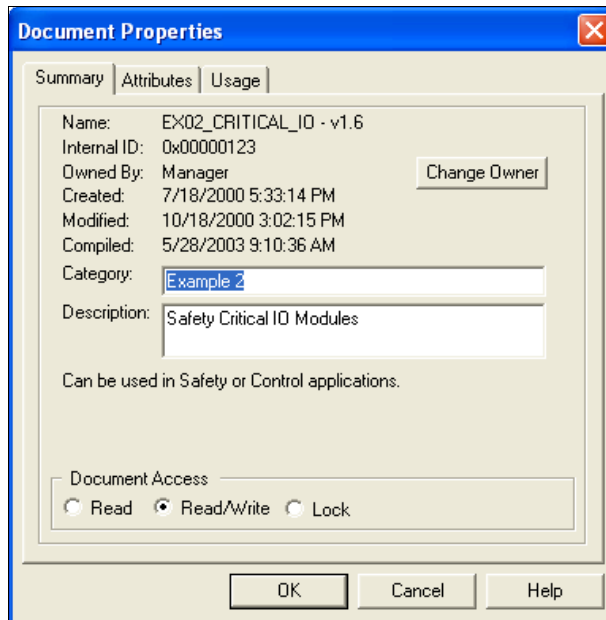 Document Properties
Summary Attributes Usage
Name: EX02_CRITICAL_IO - v1.6
Internal ID: 0x00000123
Owned By: Manager
Change Owner
Created: 7/18/2000 5:33:14 PM
Modified: 10/18/2000 3:02:15 PM
Compiled: 5/28/2003 9:10:36 AM
Category: Example 2
Description: Safety Critical IO Modules
Can be used in Safety or Control applications.
Document Access
Read Read/Write Lock
OK Cancel Help